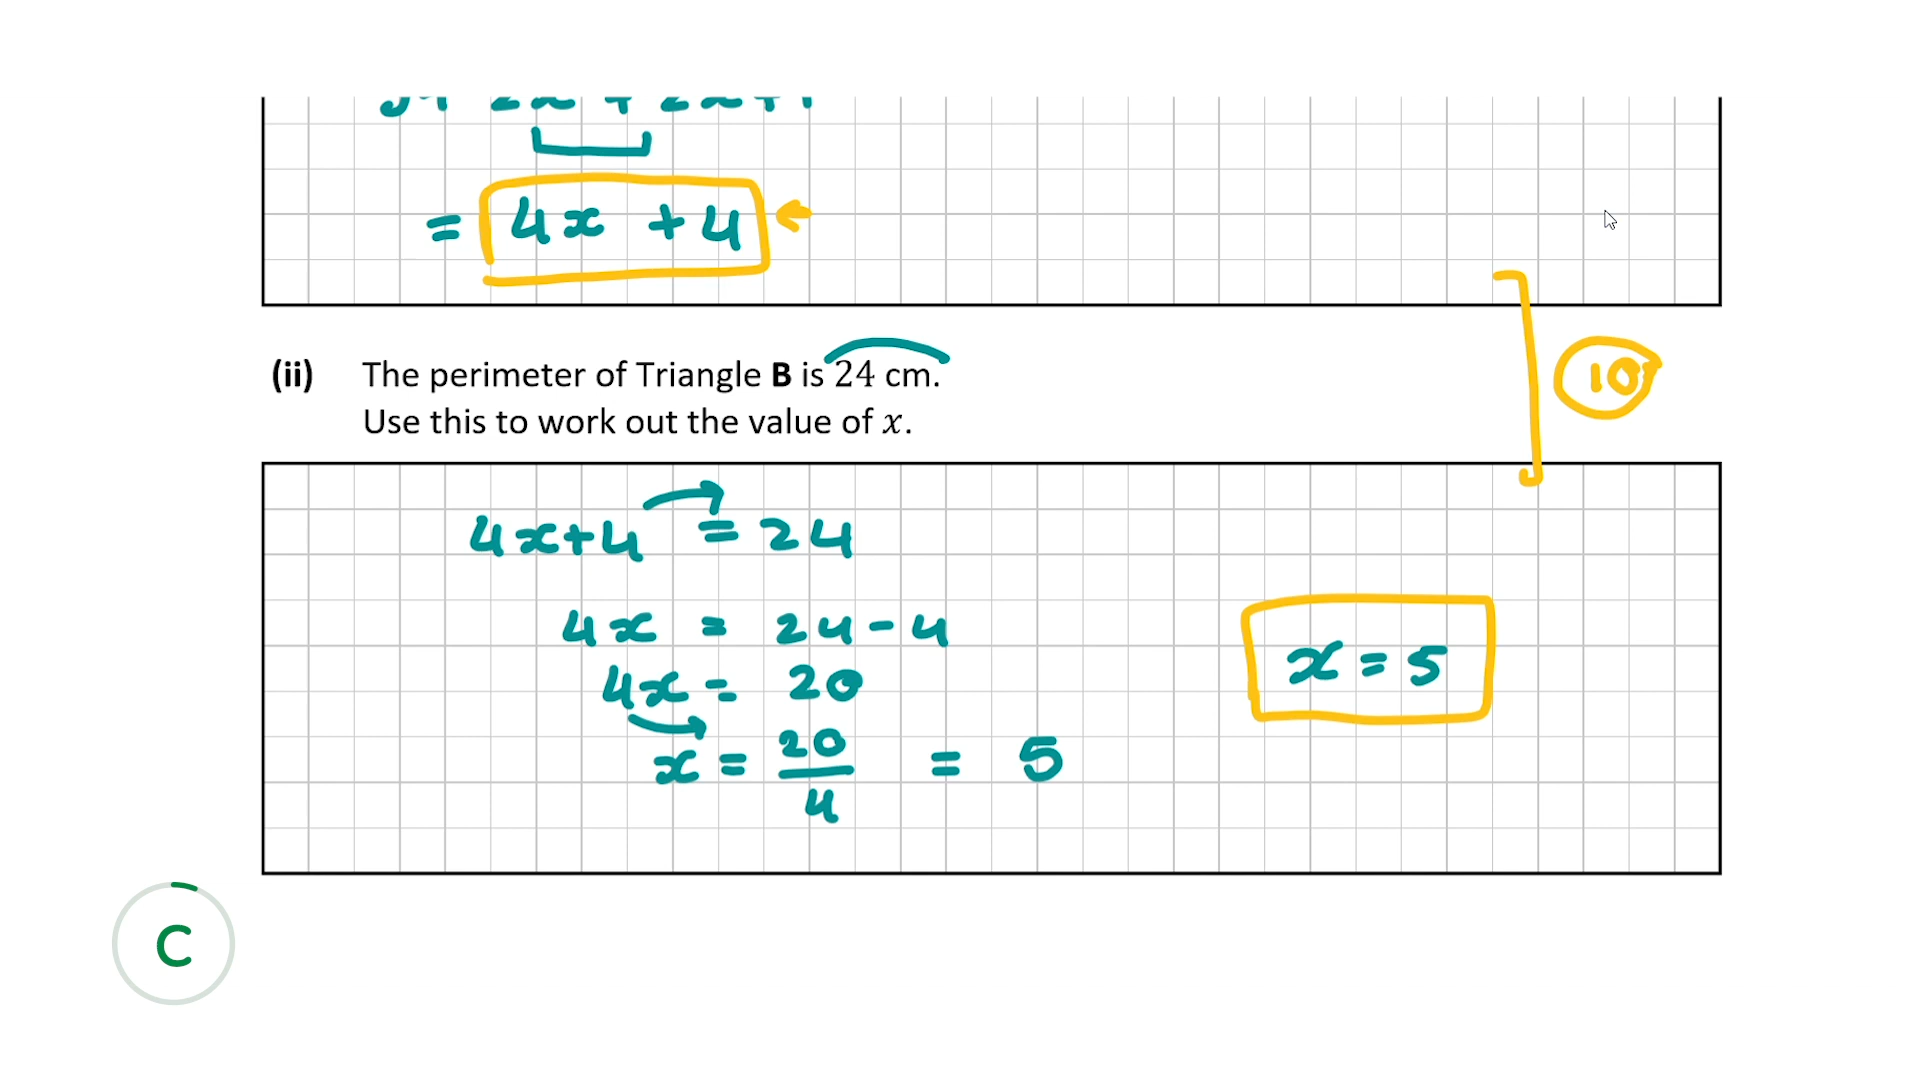 = 4x + 4
(ii) The perimeter of Triangle B is 24 cm.
Use this to work out the value of x.
10
4x+4 = 24
4x = 24 - 4
4x = 20
x = 20/4 = 5
x = 5
C